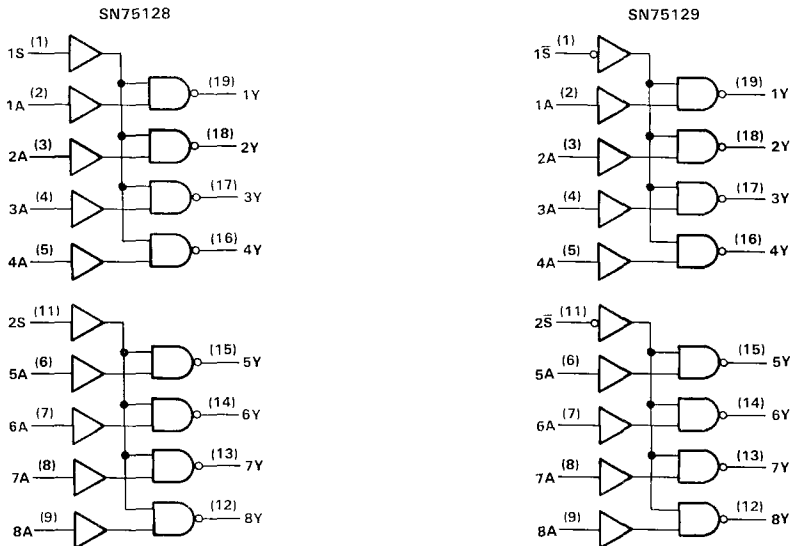 SN75128
1S (1)
(19) 1Y
1A (2)
(18) 2Y
2A (3)
(17) 3Y
3A (4)
(16) 4Y
4A (5)
2S (11)
(15) 5Y
5A (6)
(14) 6Y
6A (7)
(13) 7Y
7A (8)
(12) 8Y
8A (9)
SN75129
1S̅ (1)
(19) 1Y
1A (2)
(18) 2Y
2A (3)
(17) 3Y
3A (4)
(16) 4Y
4A (5)
2S̅ (11)
(15) 5Y
5A (6)
(14) 6Y
6A (7)
(13) 7Y
7A (8)
(12) 8Y
8A (9)